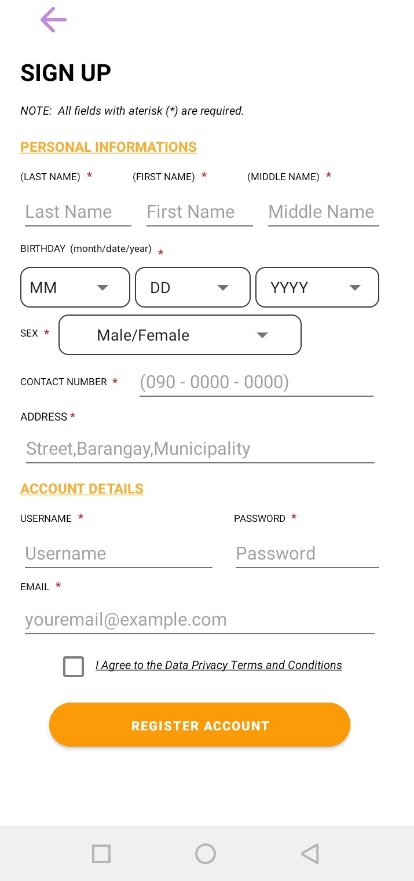 SIGN UP
NOTE:  All fields with aterisk (*) are required.
PERSONAL INFORMATIONS
(LAST NAME) * (FIRST NAME) * (MIDDLE NAME) *
Last Name First Name Middle Name
BIRTHDAY (month/date/year) *
MM DD YYYY
SEX * Male/Female
CONTACT NUMBER * (090 - 0000 - 0000)
ADDRESS *
Street,Barangay,Municipality
ACCOUNT DETAILS
USERNAME * PASSWORD *
Username Password
EMAIL *
youremail@example.com
I Agree to the Data Privacy Terms and Conditions
REGISTER ACCOUNT